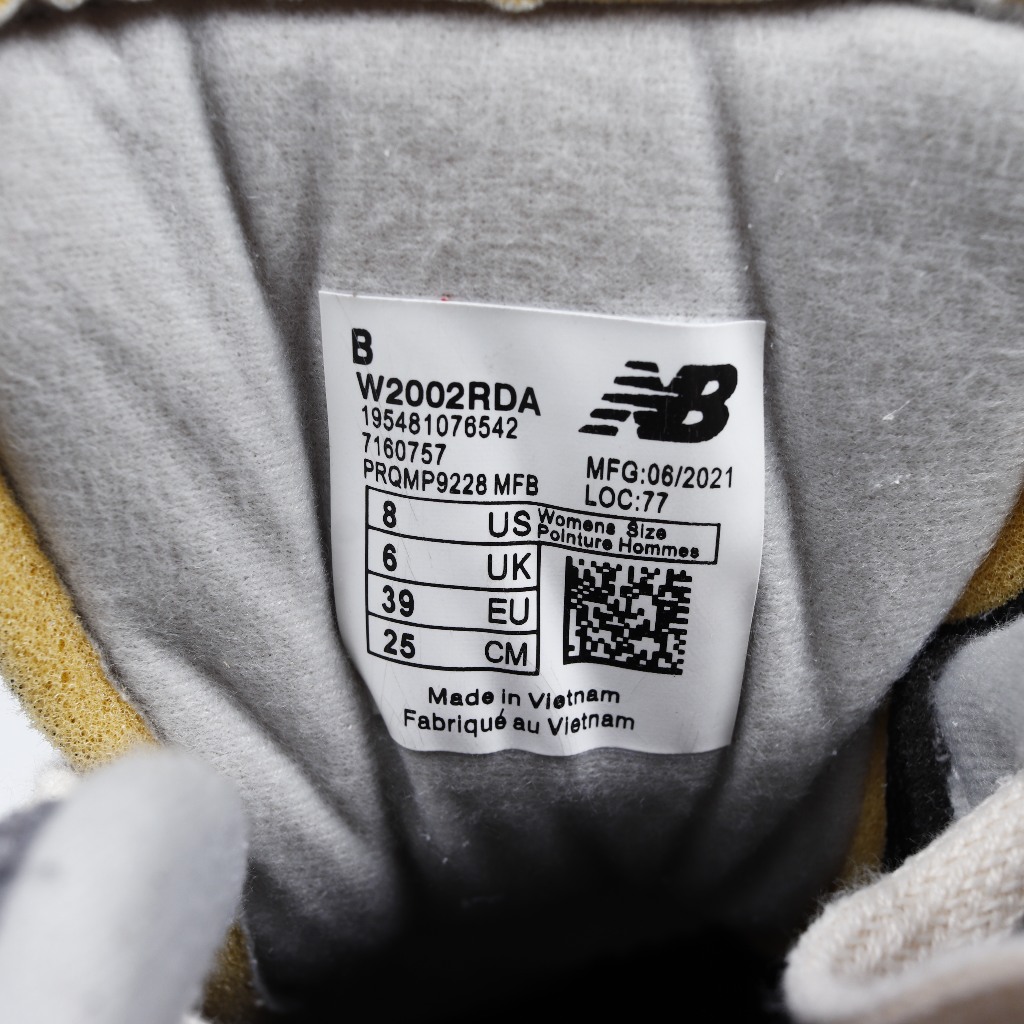 B
W2002RDA
195481076542
7160757
PRQMP9228 MFB
NB
MFG:06/2021
LOC:77
8 US
Womens Size
Pointure Hommes
6 UK
39 EU
25 CM
Made in Vietnam
Fabriqué au Vietnam